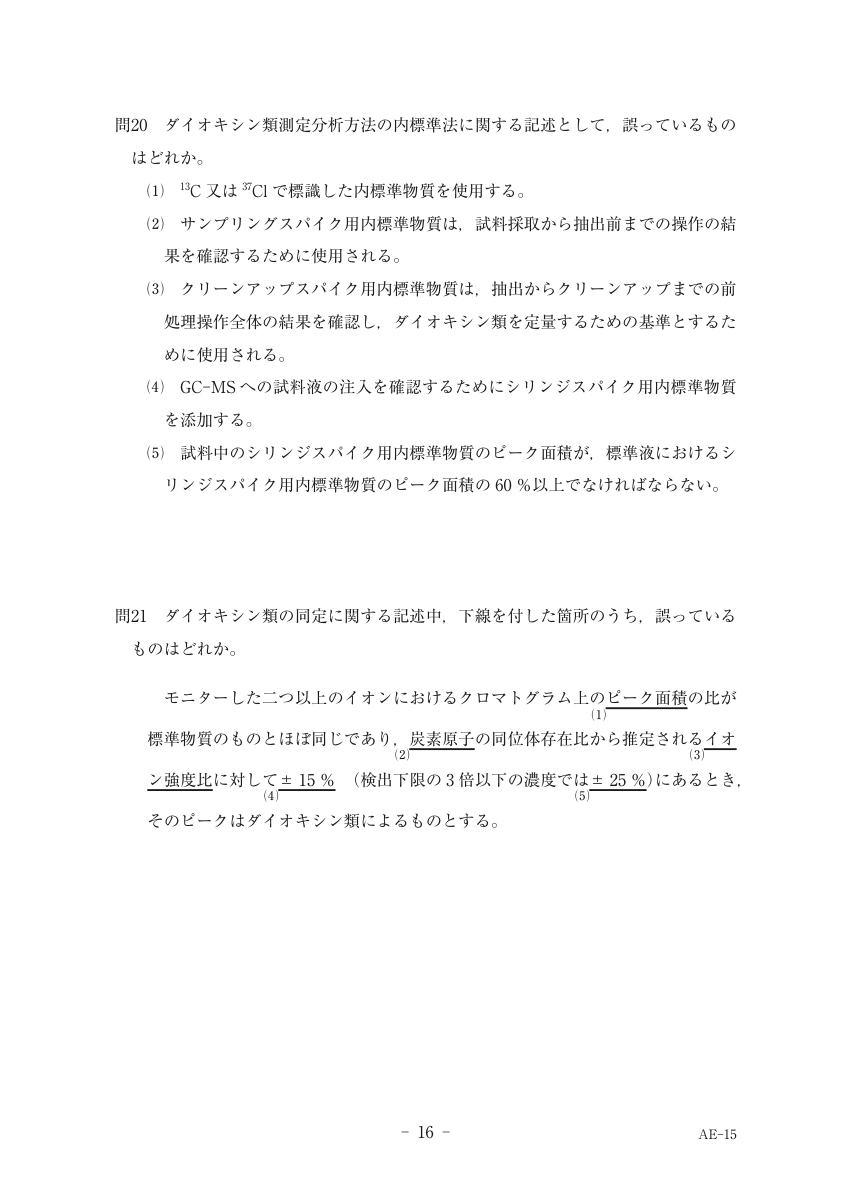 問20　ダイオキシン類測定分析方法の内標準法に関する記述として，誤っているもの
はどれか。
⑴　¹³C 又は ³⁷Cl で標識した内標準物質を使用する。
⑵　サンプリングスパイク用内標準物質は，試料採取から抽出前までの操作の結
果を確認するために使用される。
⑶　クリーンアップスパイク用内標準物質は，抽出からクリーンアップまでの前
処理操作全体の結果を確認し，ダイオキシン類を定量するための基準とするた
めに使用される。
⑷　GC-MS への試料液の注入を確認するためにシリンジスパイク用内標準物質
を添加する。
⑸　試料中のシリンジスパイク用内標準物質のピーク面積が，標準液におけるシ
リンジスパイク用内標準物質のピーク面積の 60 %以上でなければならない。
問21　ダイオキシン類の同定に関する記述中，下線を付した箇所のうち，誤っている
ものはどれか。
モニターした二つ以上のイオンにおけるクロマトグラム上のピーク面積の比が
⑴
標準物質のものとほぼ同じであり，炭素原子の同位体存在比から推定されるイオ
⑵ ⑶
ン強度比に対して± 15 %　（検出下限の 3 倍以下の濃度では± 25 %）にあるとき，
⑷ ⑸
そのピークはダイオキシン類によるものとする。
- 16 -
AE-15